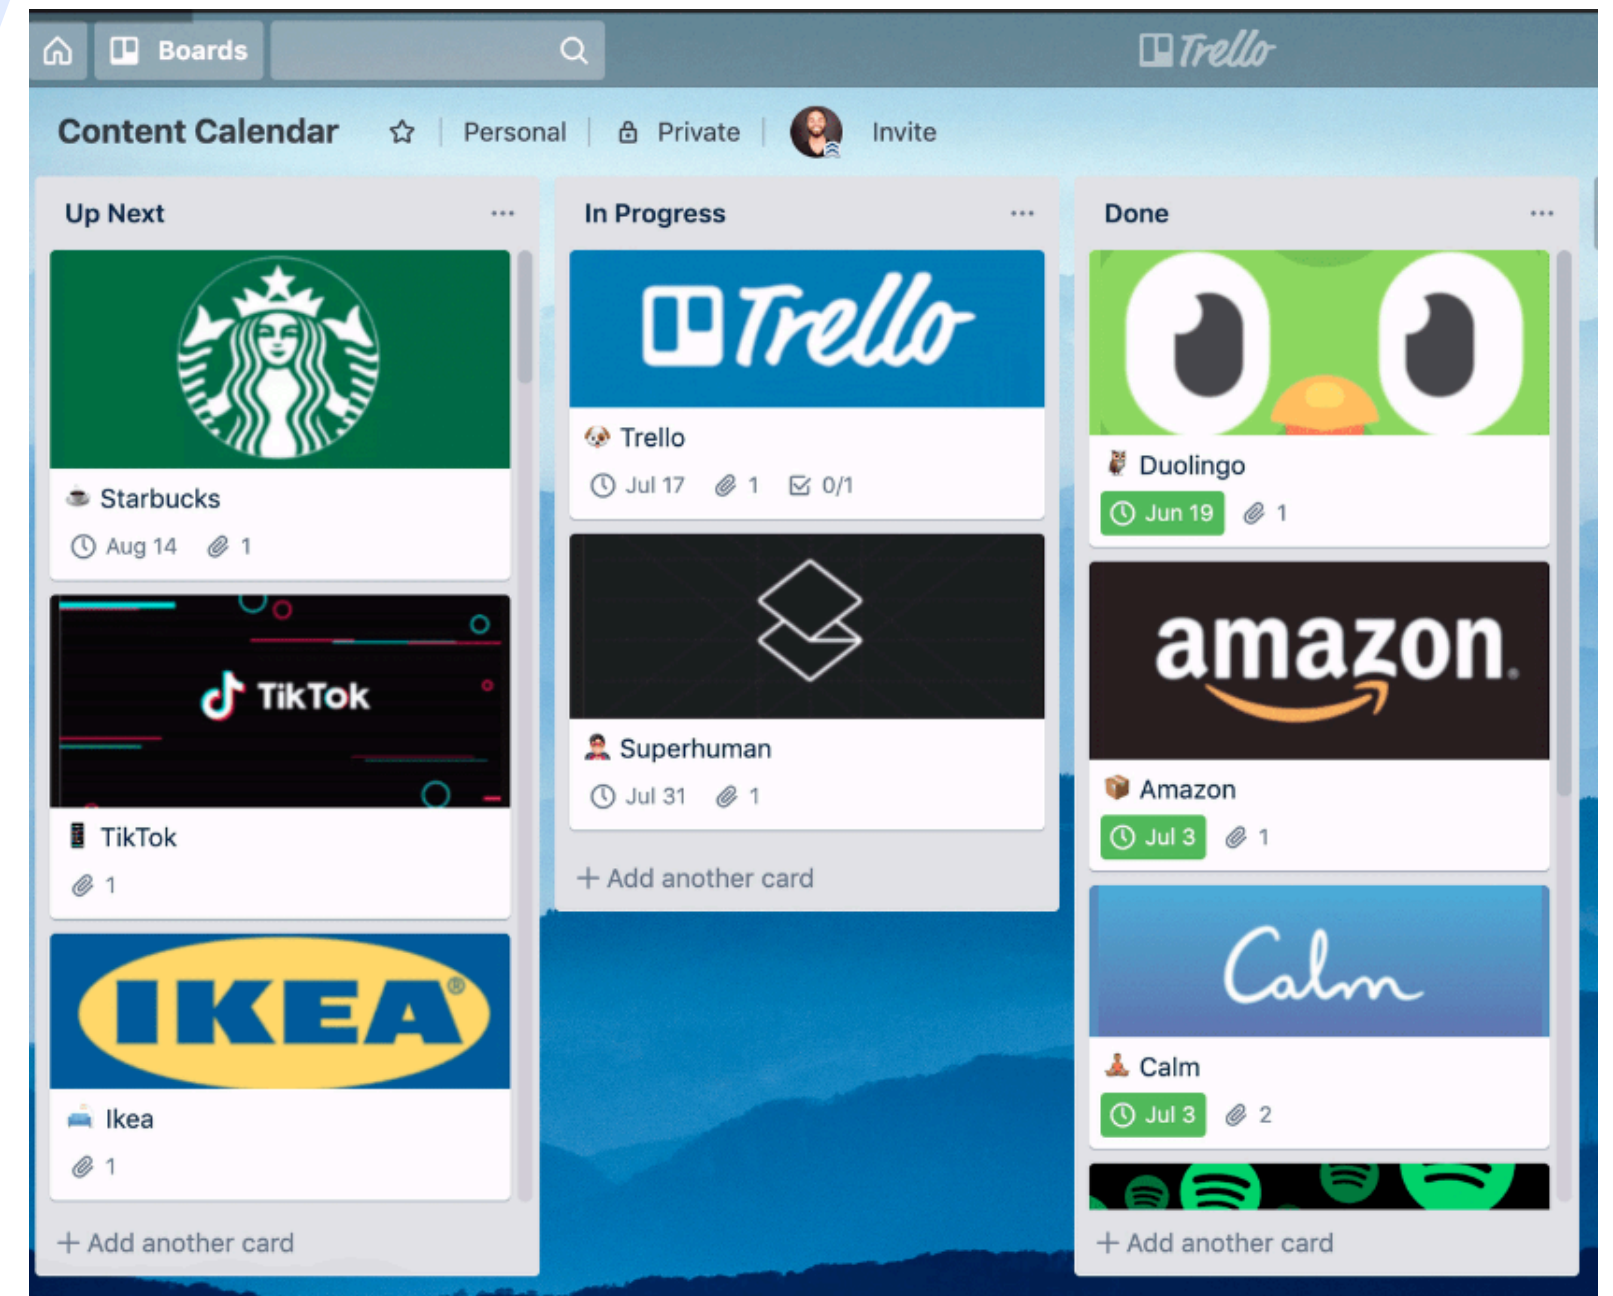 Boards
Trello
Content Calendar
Personal
Private
Invite
Up Next
Starbucks
Aug 14 1
TikTok
TikTok
1
IKEA®
Ikea
1
+ Add another card
In Progress
Trello
Trello
Jul 17 1 0/1
Superhuman
Jul 31 1
+ Add another card
Done
Duolingo
Jun 19 1
amazon
Amazon
Jul 3 1
Calm
Calm
Jul 3 2
+ Add another card